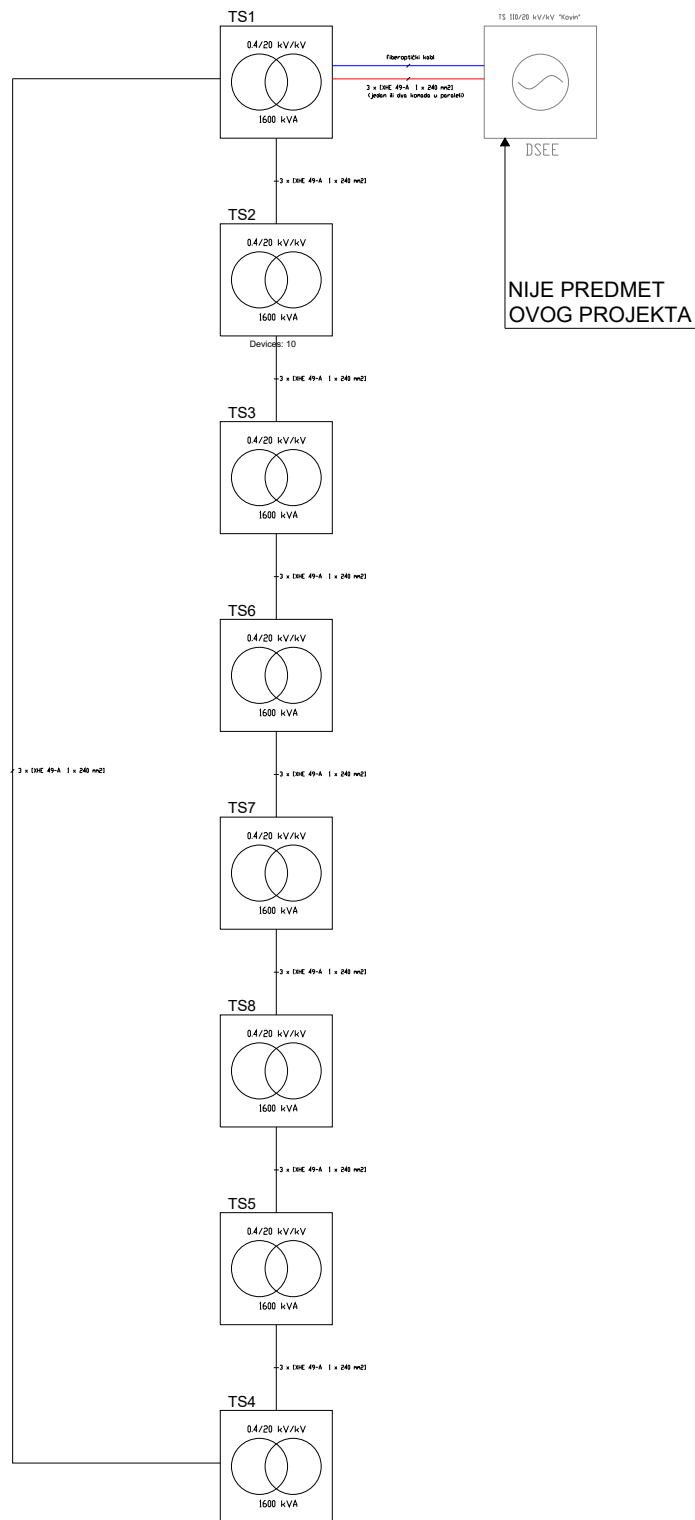 TS1
0.4/20 kV/kV
1600 kVA
fiberoptički kabl
3 x [XHE 49-A 1 x 240 mm2]
(jedan ili dva komada u paraleli)
TS 110/20 kV/kV "Kovin"
DSEE
NIJE PREDMET
OVOG PROJEKTA
3 x [XHE 49-A 1 x 240 mm2]
TS2
0.4/20 kV/kV
1600 kVA
Devices: 10
3 x [XHE 49-A 1 x 240 mm2]
TS3
0.4/20 kV/kV
1600 kVA
3 x [XHE 49-A 1 x 240 mm2]
TS6
0.4/20 kV/kV
1600 kVA
3 x [XHE 49-A 1 x 240 mm2]
3 x [XHE 49-A 1 x 240 mm2]
TS7
0.4/20 kV/kV
1600 kVA
3 x [XHE 49-A 1 x 240 mm2]
TS8
0.4/20 kV/kV
1600 kVA
3 x [XHE 49-A 1 x 240 mm2]
TS5
0.4/20 kV/kV
1600 kVA
3 x [XHE 49-A 1 x 240 mm2]
TS4
0.4/20 kV/kV
1600 kVA